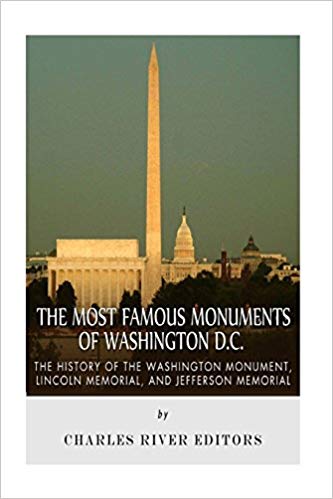 THE MOST FAMOUS MONUMENTS
OF WASHINGTON D.C.
THE HISTORY OF THE WASHINGTON MONUMENT,
LINCOLN MEMORIAL, AND JEFFERSON MEMORIAL
by
CHARLES RIVER EDITORS